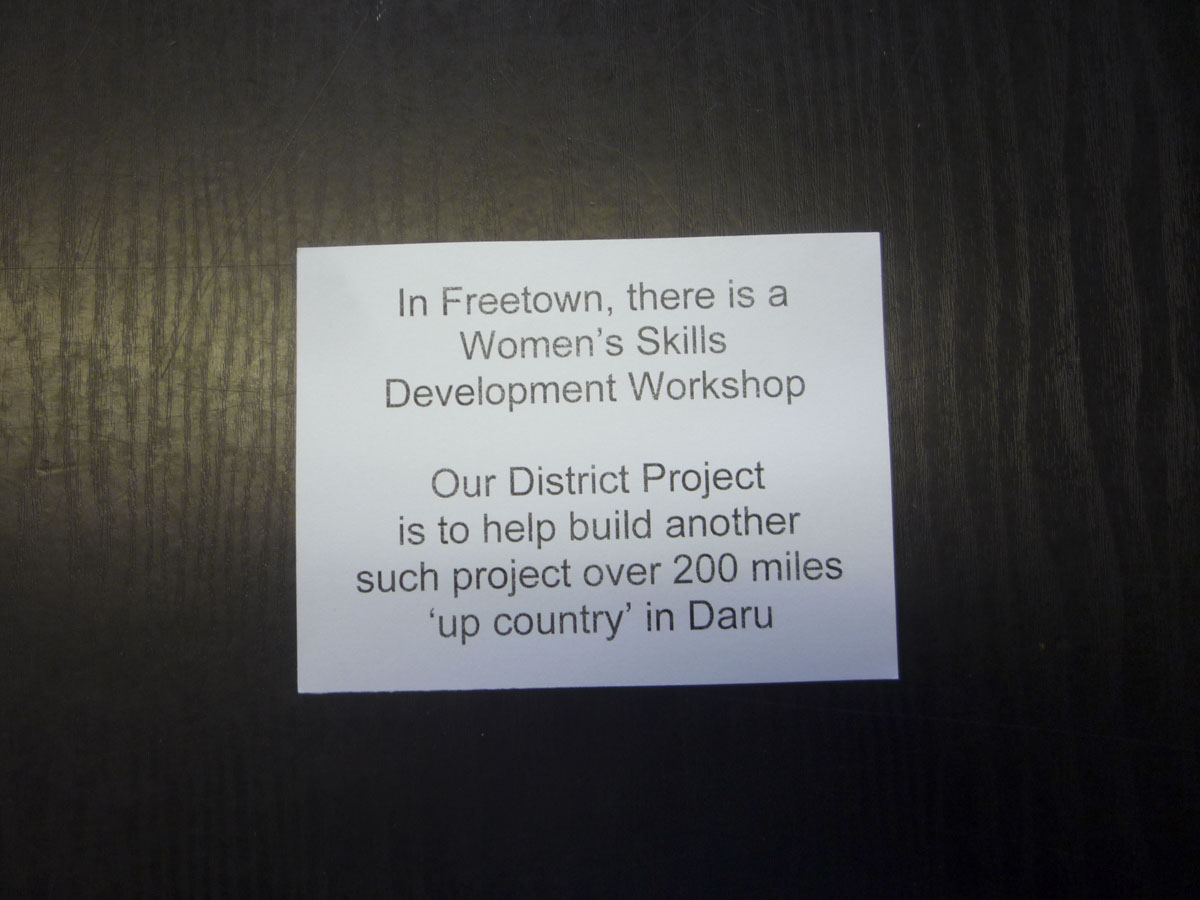 In Freetown, there is a
Women’s Skills
Development Workshop
Our District Project
is to help build another
such project over 200 miles
‘up country’ in Daru